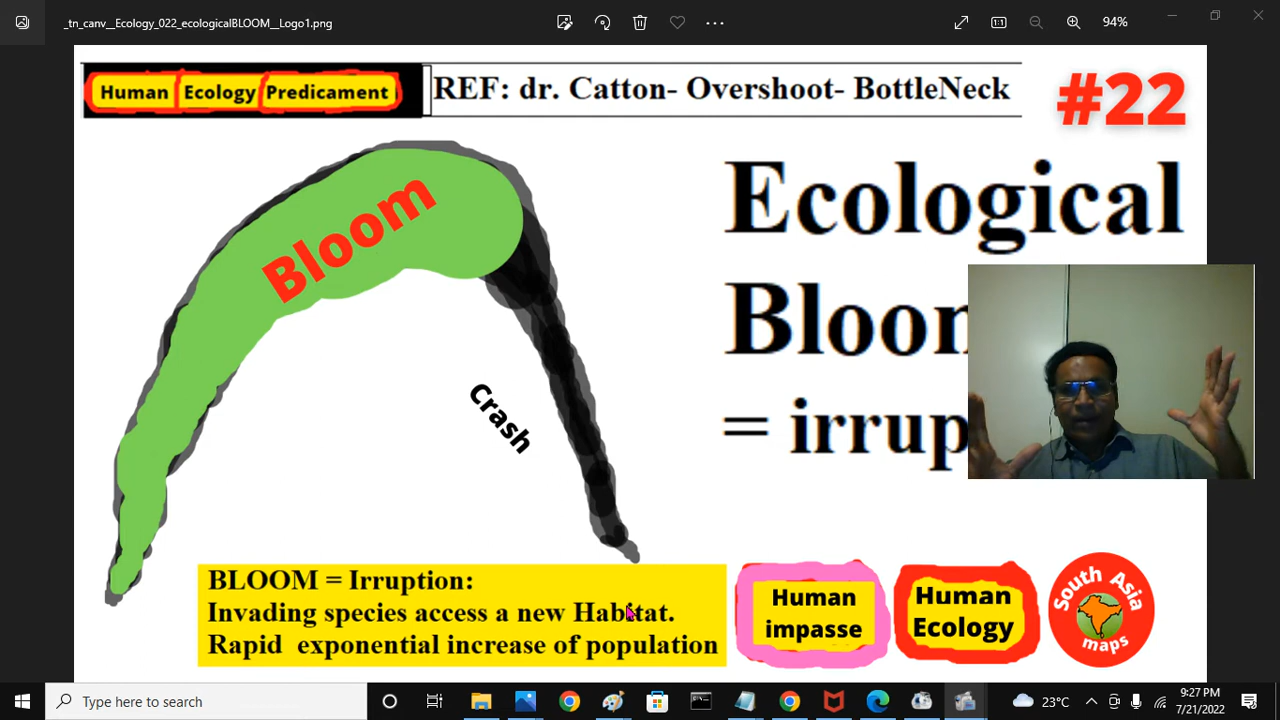 _tn_canv__Ecology_022_ecologicalBLOOM__Logo1.png
94%
Human Ecology Predicament
REF: dr. Catton- Overshoot- BottleNeck
#22
Bloom
Crash
Ecological
= 
BLOOM = Irruption:
Invading species access a new Habitat.
Rapid exponential increase of population
Human
impasse
Human
Ecology
South Asia
maps
Type here to search
23°C
9:27 PM
7/21/2022